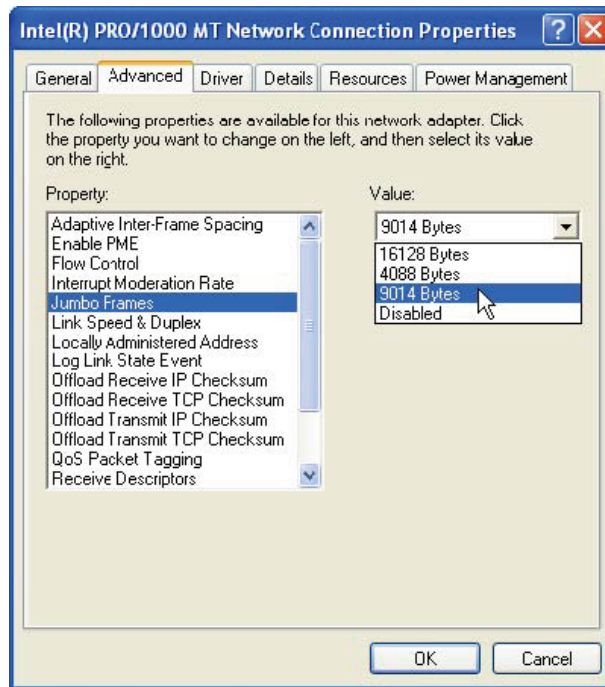 Intel(R) PRO/1000 MT Network Connection Properties
General Advanced Driver Details Resources Power Management
The following properties are available for this network adapter. Click
the property you want to change on the left, and then select its value
on the right.
Property:
Adaptive Inter-Frame Spacing
Enable PME
Flow Control
Interrupt Moderation Rate
Jumbo Frames
Link Speed & Duplex
Locally Administered Address
Log Link State Event
Offload Receive IP Checksum
Offload Receive TCP Checksum
Offload Transmit IP Checksum
Offload Transmit TCP Checksum
QoS Packet Tagging
Receive Descriptors
Value:
9014 Bytes
16128 Bytes
4088 Bytes
9014 Bytes
Disabled
OK Cancel